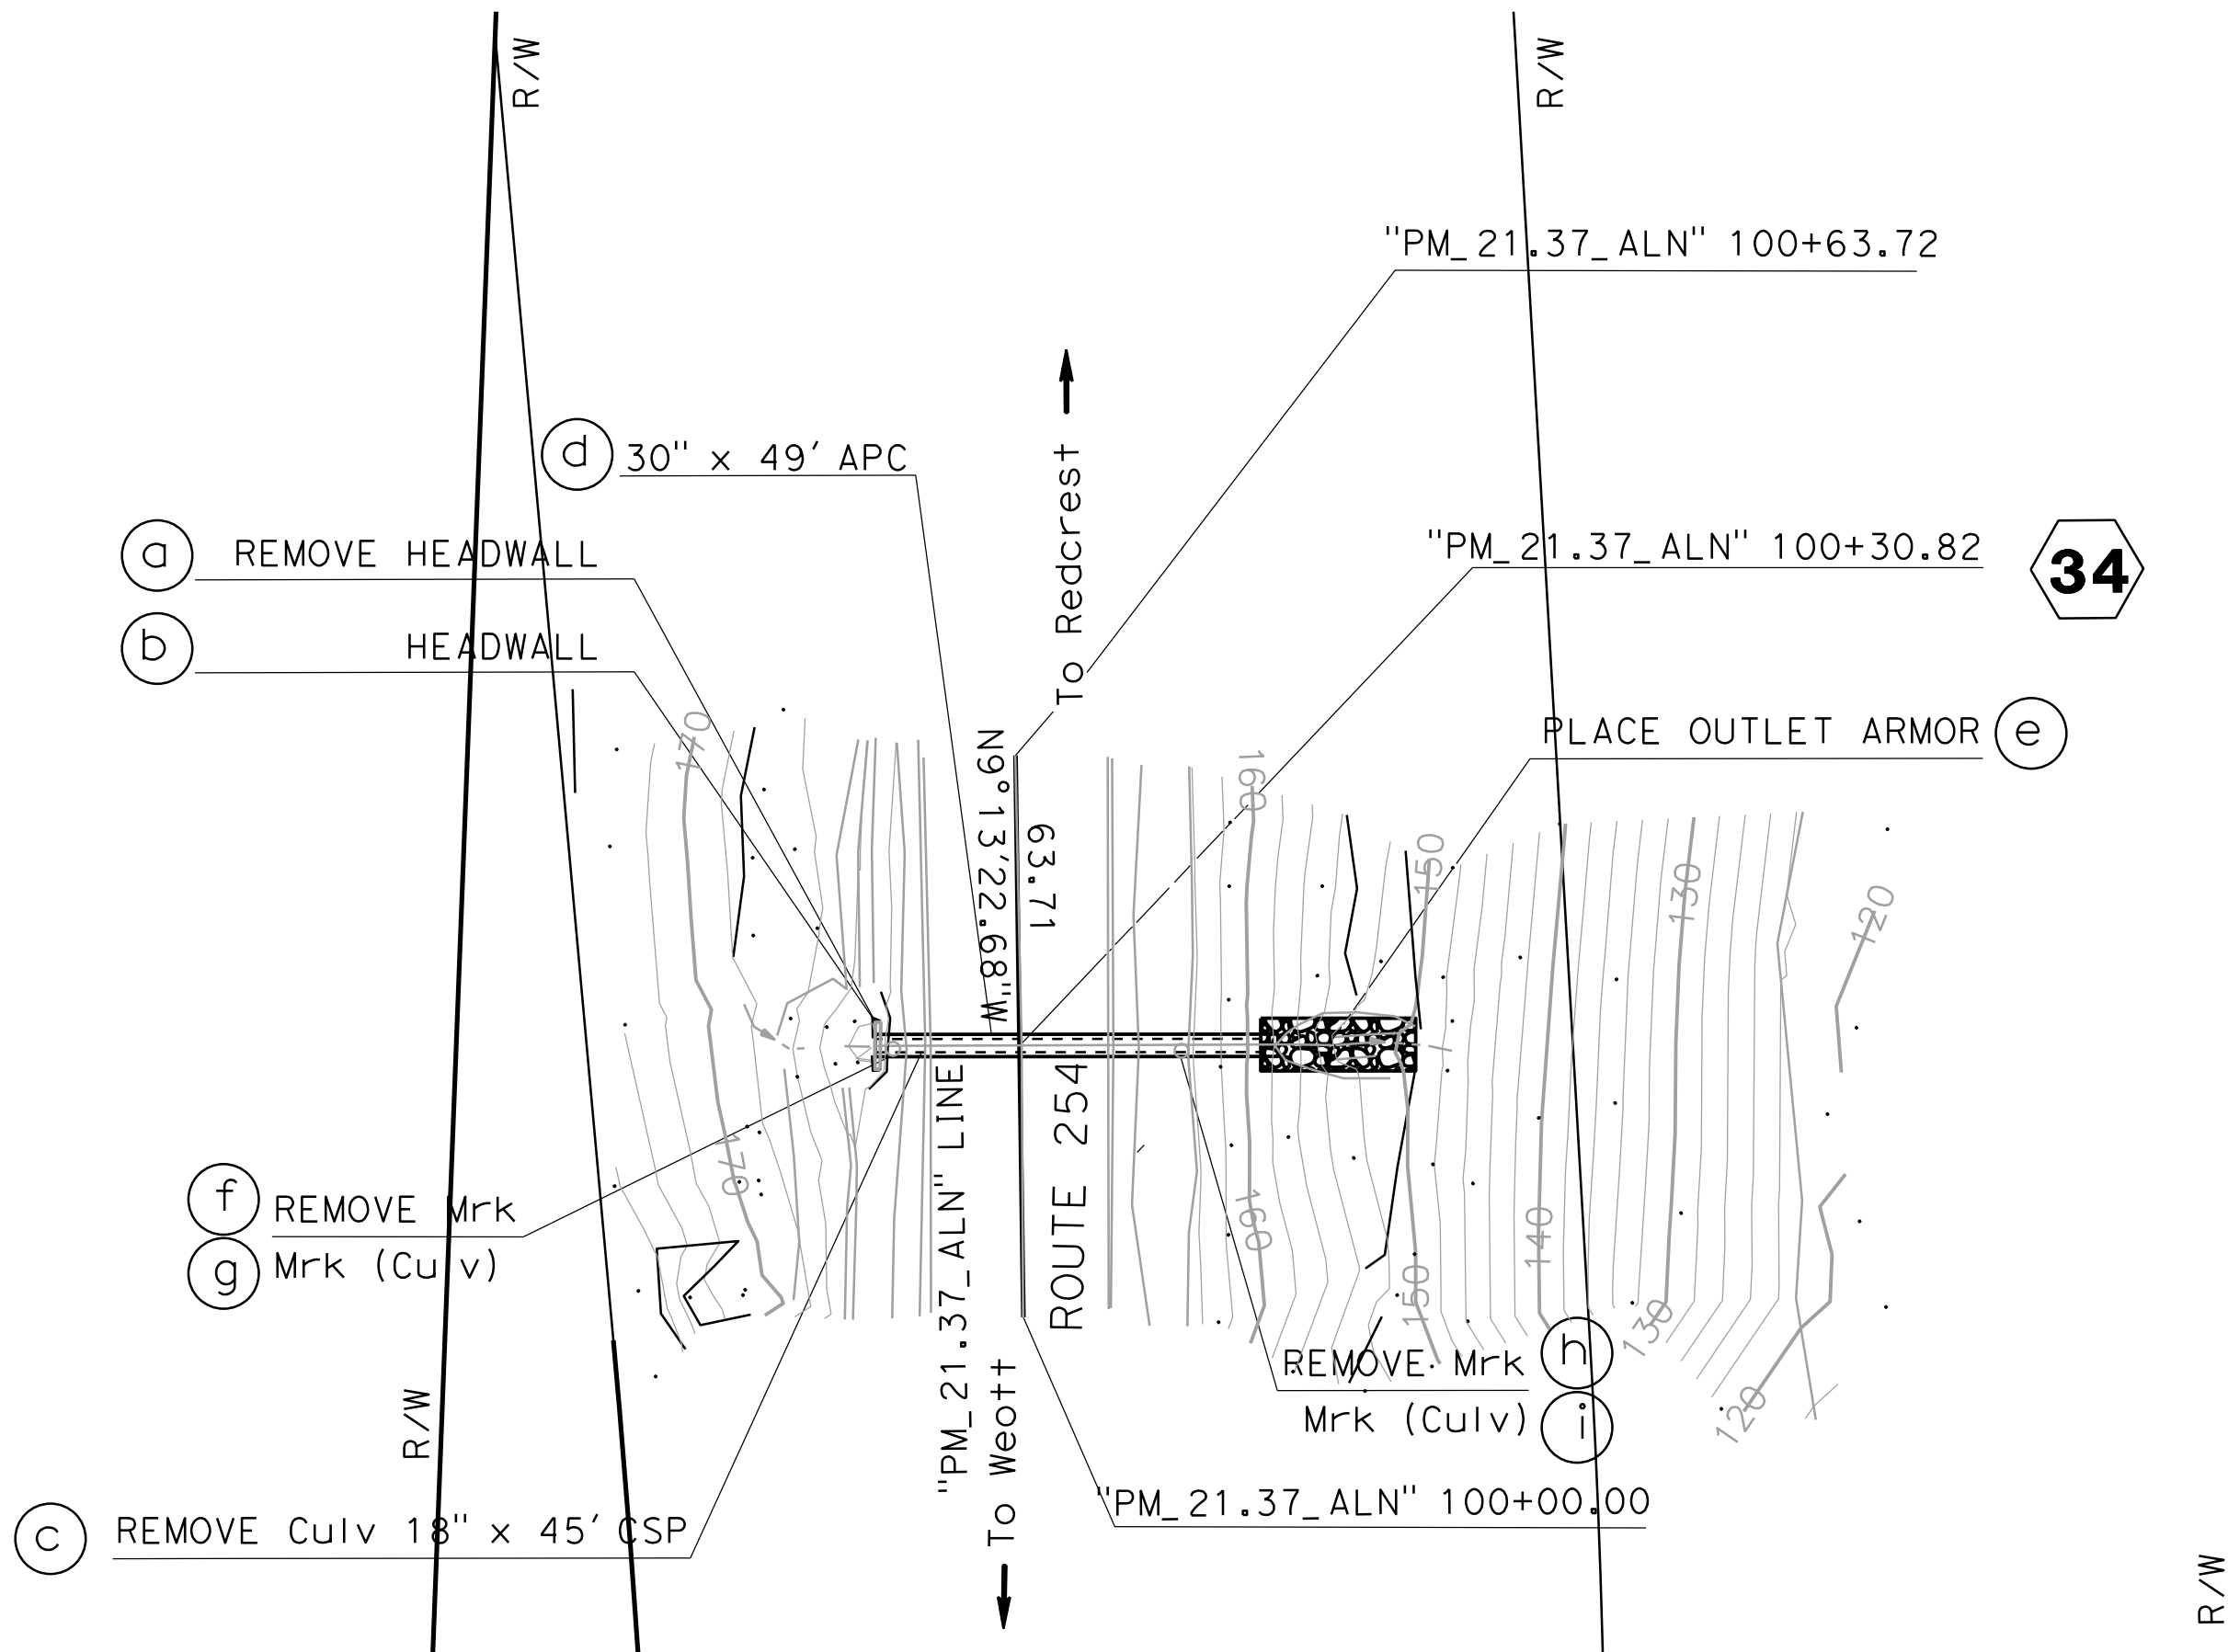 R/W
R/W
"PM_21.37_ALN" 100+63.72
d 30" x 49' APC
To Redcrest
a REMOVE HEADWALL
"PM_21.37_ALN" 100+30.82
34
b HEADWALL
PLACE OUTLET ARMOR e
170
N9°13'22.68"W
63.71
160
150
130
120
170
160
140
150
130
120
"PM_21.37_ALN" LINE
ROUTE 254
f REMOVE Mrk
g Mrk (Cu v)
REMOVE Mrk h
Mrk (Culv) i
To Weott
R/W
"PM_21.37_ALN" 100+00.00
c REMOVE Culv 18" x 45' CSP
R/W